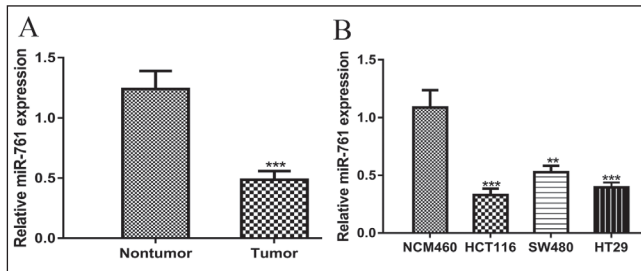 A
Relative miR-761 expression
1.5
1.0
0.5
0.0
***
Nontumor Tumor
B
Relative miR-761 expression
1.5
1.0
0.5
0.0
*** ** ***
NCM460 HCT116 SW480 HT29